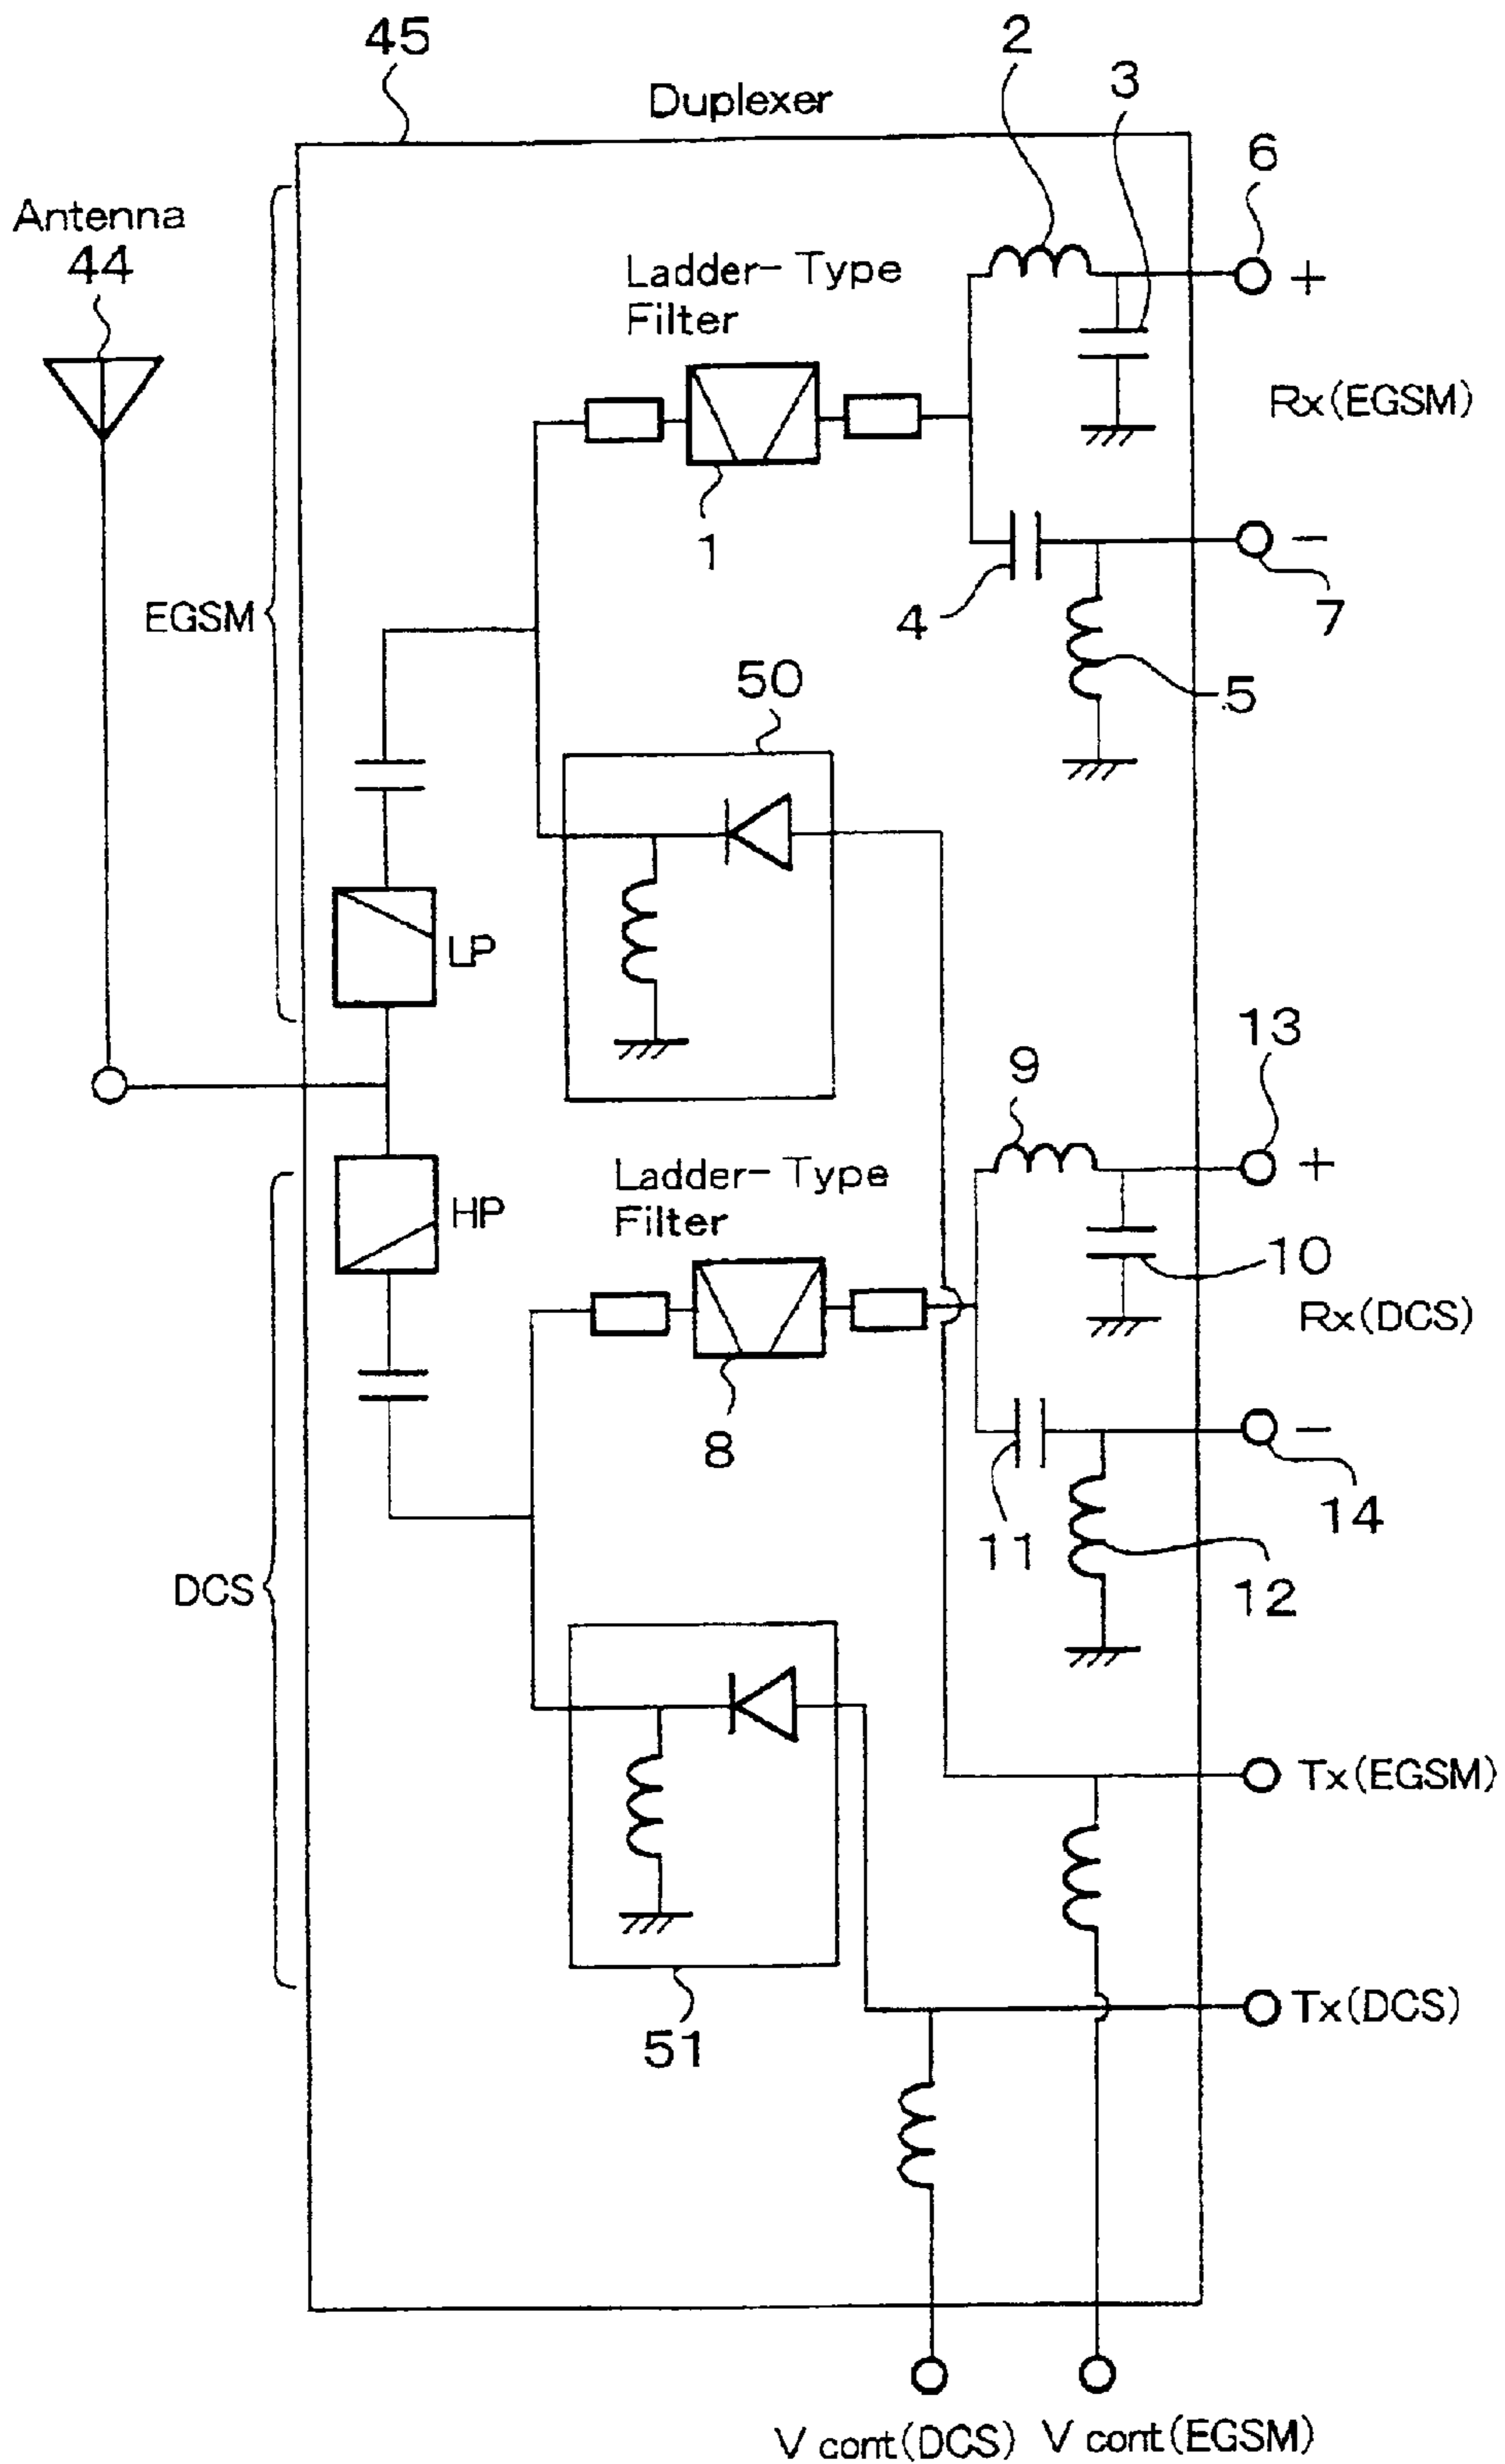 45
Duplexer
2
3
6
Antenna
44
Ladder-Type
Filter
+
Rx(EGSM)
1
4
−
7
EGSM
50
5
LP
13
9
Ladder-Type
Filter
+
HP
10
Rx(DCS)
8
−
11
14
DCS
12
Tx(EGSM)
Tx(DCS)
51
V cont(DCS)
V cont(EGSM)